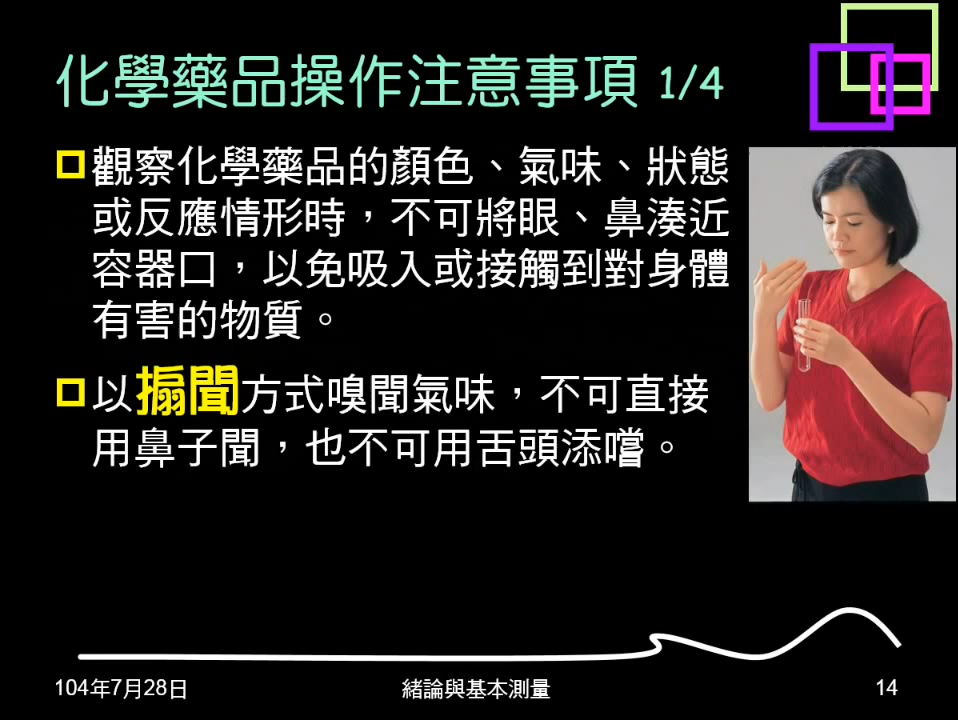 化學藥品操作注意事項 1/4
觀察化學藥品的顏色、氣味、狀態
或反應情形時，不可將眼、鼻湊近
容器口，以免吸入或接觸到對身體
有害的物質。
以搧聞方式嗅聞氣味，不可直接
用鼻子聞，也不可用舌頭添嚐。
104年7月28日
緒論與基本測量
14